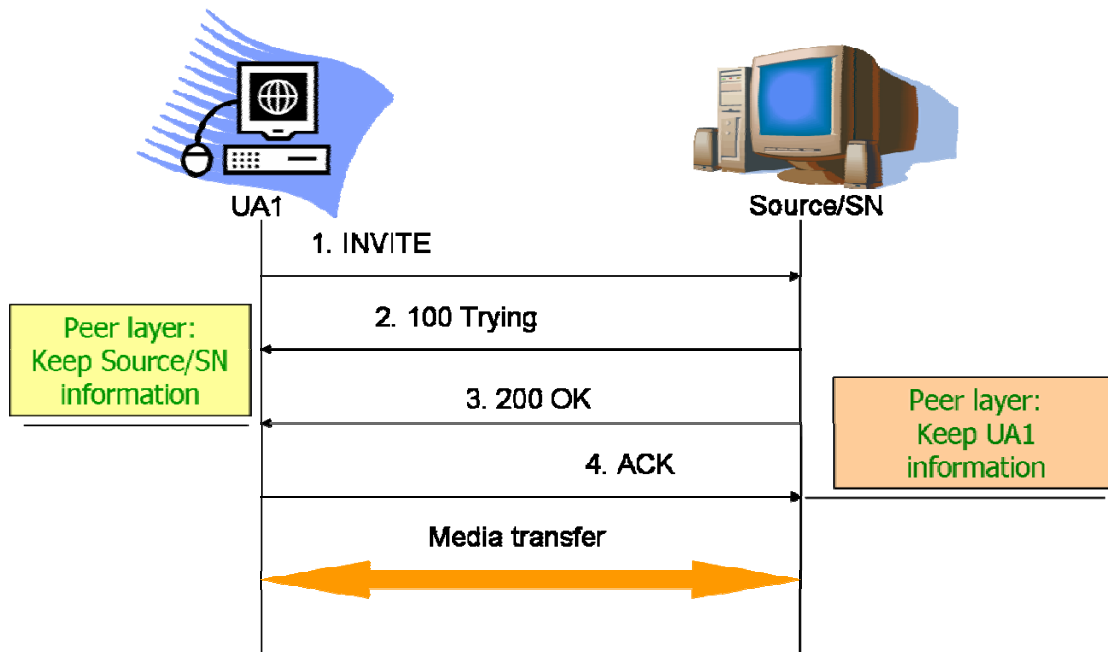 UA1
Source/SN
1. INVITE
Peer layer:
Keep Source/SN
information
2. 100 Trying
3. 200 OK
Peer layer:
Keep UA1
information
4. ACK
Media transfer